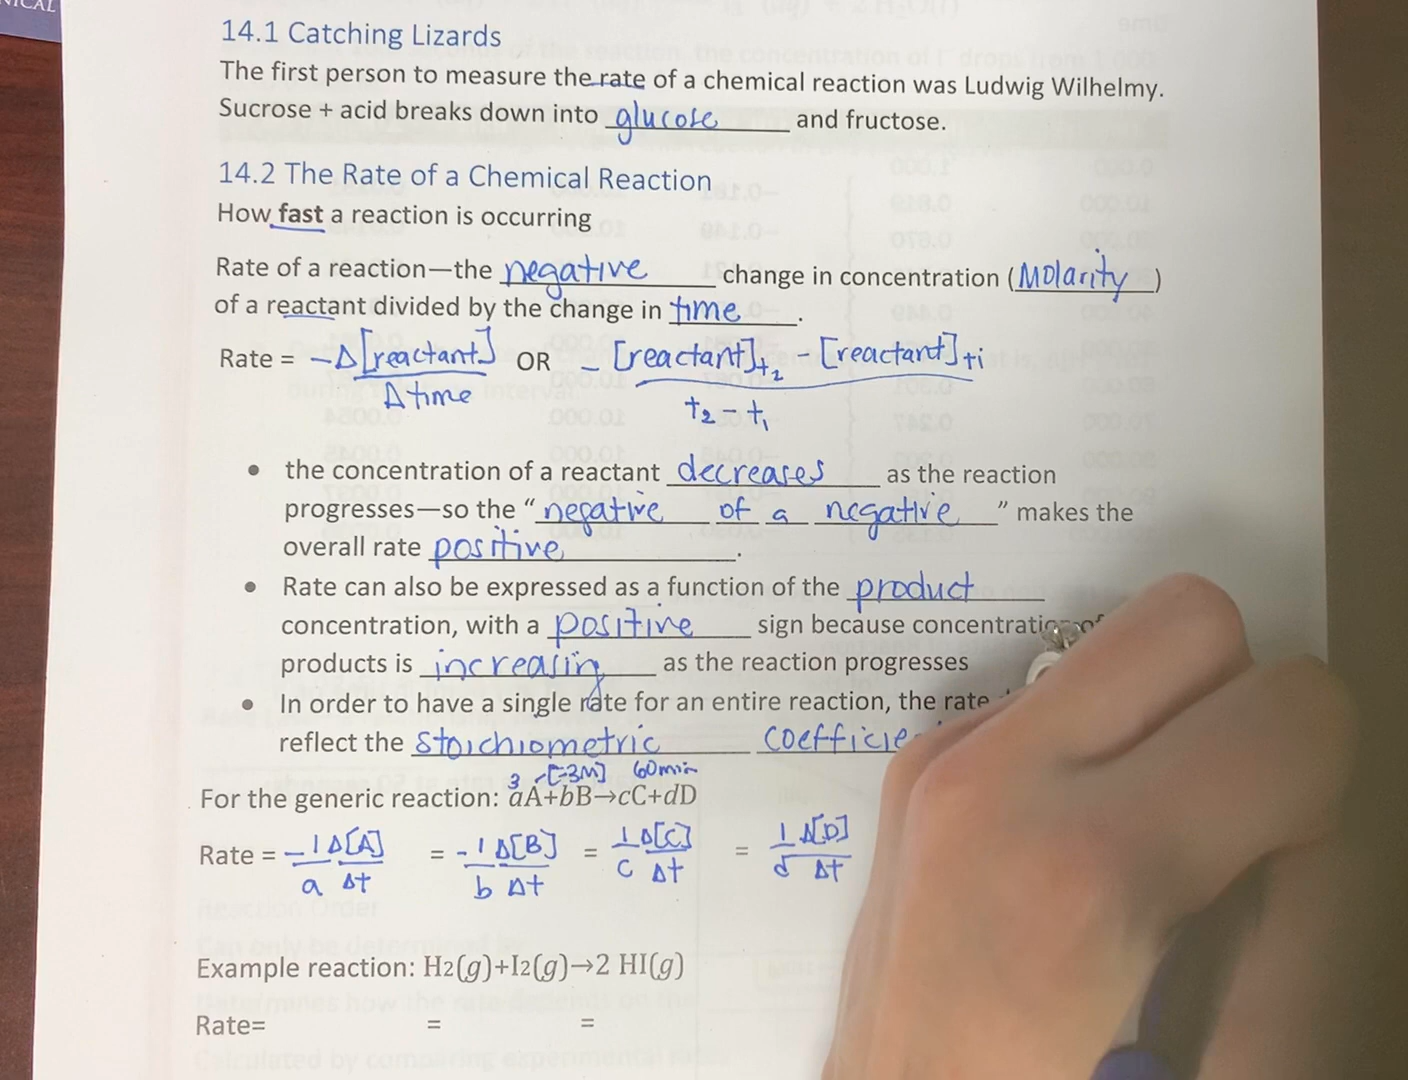 14.1 Catching Lizards
The first person to measure the rate of a chemical reaction was Ludwig Wilhelmy.
Sucrose + acid breaks down into glucose and fructose.
14.2 The Rate of a Chemical Reaction
How fast a reaction is occurring
Rate of a reaction—the negative change in concentration (Molarity)
of a reactant divided by the change in time.
Rate = -Δ[reactant] / Δtime OR - [reactant]t2 - [reactant]ti / t2 - t1
• the concentration of a reactant decreases as the reaction
progresses—so the "negative of a negative" makes the
overall rate positive.
• Rate can also be expressed as a function of the product
concentration, with a positive sign because
products is increasing as the reaction progresses
• In order to have a single rate for an entire reaction, the rate
reflect the stoichiometric
3 -[-3M] 60min
For the generic reaction: aA+bB→cC+dD
Rate = -1/a Δ[A]/Δt = -1/b Δ[B]/Δt = 1/c Δ[C]/Δt = 1/d Δ[D]/Δt
Example reaction: H2(g)+I2(g)→2 HI(g)
Rate= = =